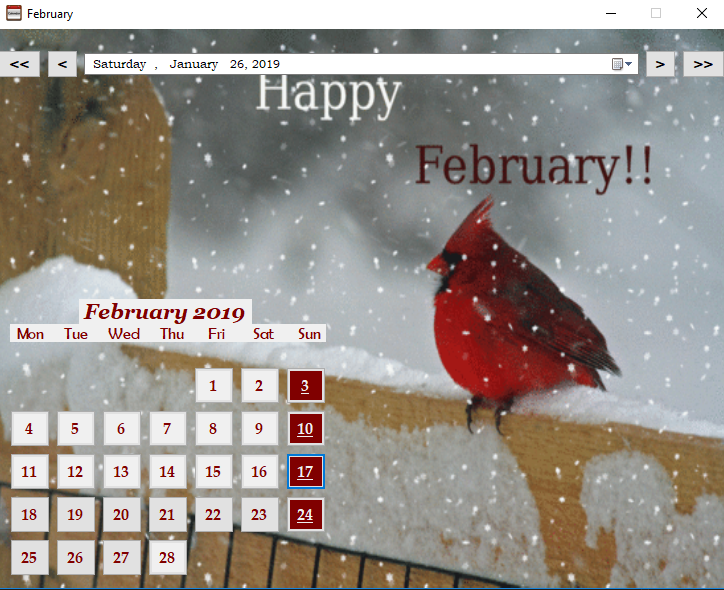 February
<< < Saturday , January 26, 2019 > >>
Happy
February!!
February 2019
Mon Tue Wed Thu Fri Sat Sun
1 2 3
4 5 6 7 8 9 10
11 12 13 14 15 16 17
18 19 20 21 22 23 24
25 26 27 28